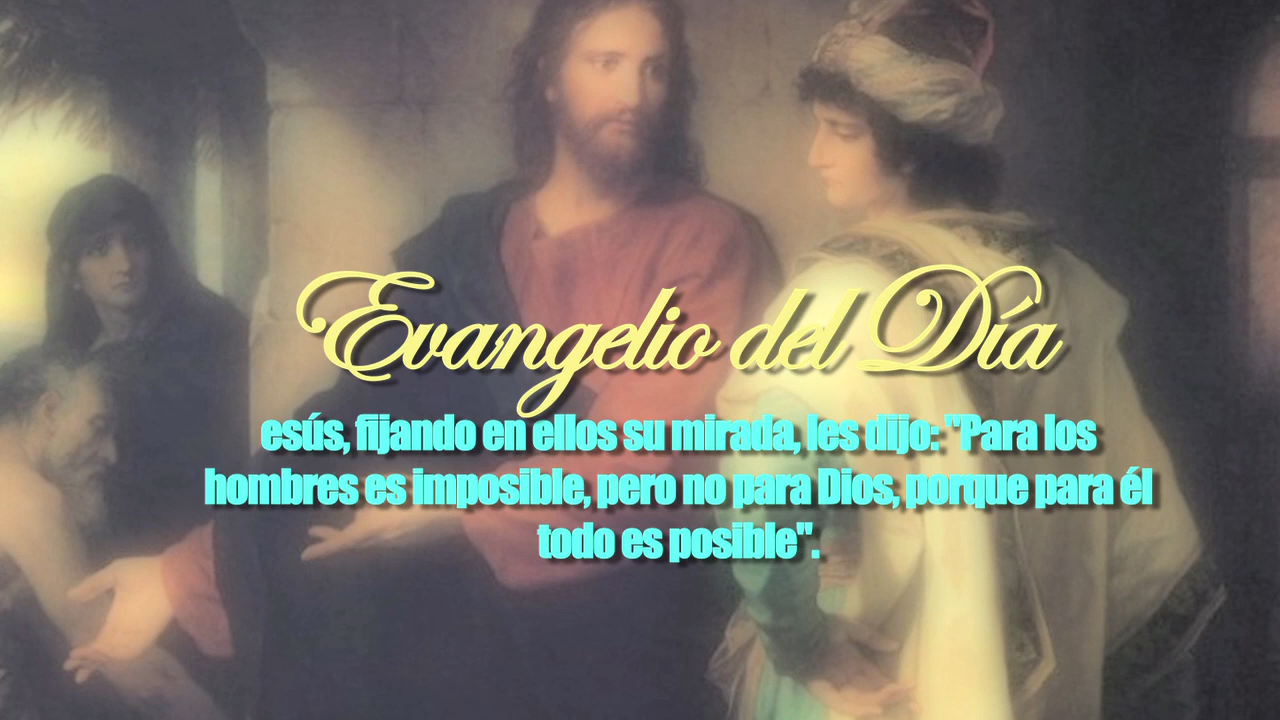 Evangelio del Día
esús, fijando en ellos su mirada, les dijo: "Para los
hombres es imposible, pero no para Dios, porque para él
todo es posible".